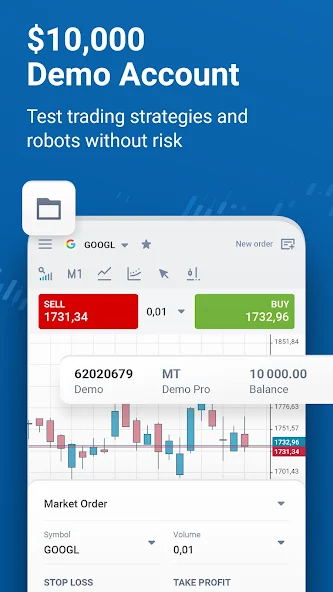 $10,000
Demo Account
Test trading strategies and
robots without risk
GOOGL
New order
M1
SELL
1731,34
0,01
BUY
1732,96
1851,84
62020679
Demo
MT
Demo Pro
10 000.00
Balance
1776,63
1757,57
1732,96
1731,34
1701,43
Market Order
Symbol
GOOGL
Volume
0,01
STOP LOSS
TAKE PROFIT